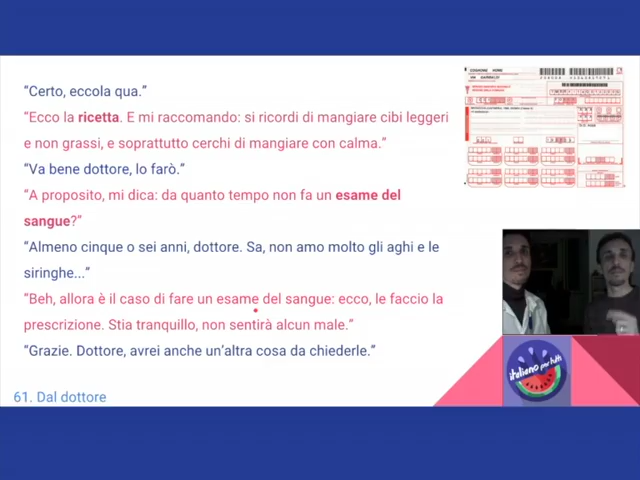 “Certo, eccola qua.”
“Ecco la ricetta. E mi raccomando: si ricordi di mangiare cibi leggeri
e non grassi, e soprattutto cerchi di mangiare con calma.”
“Va bene dottore, lo farò.”
“A proposito, mi dica: da quanto tempo non fa un esame del
sangue?”
“Almeno cinque o sei anni, dottore. Sa, non amo molto gli aghi e le
siringhe...”
“Beh, allora è il caso di fare un esame del sangue: ecco, le faccio la
prescrizione. Stia tranquillo, non sentirà alcun male.”
“Grazie. Dottore, avrei anche un’altra cosa da chiederle.”
italiano per tutti
61. Dal dottore